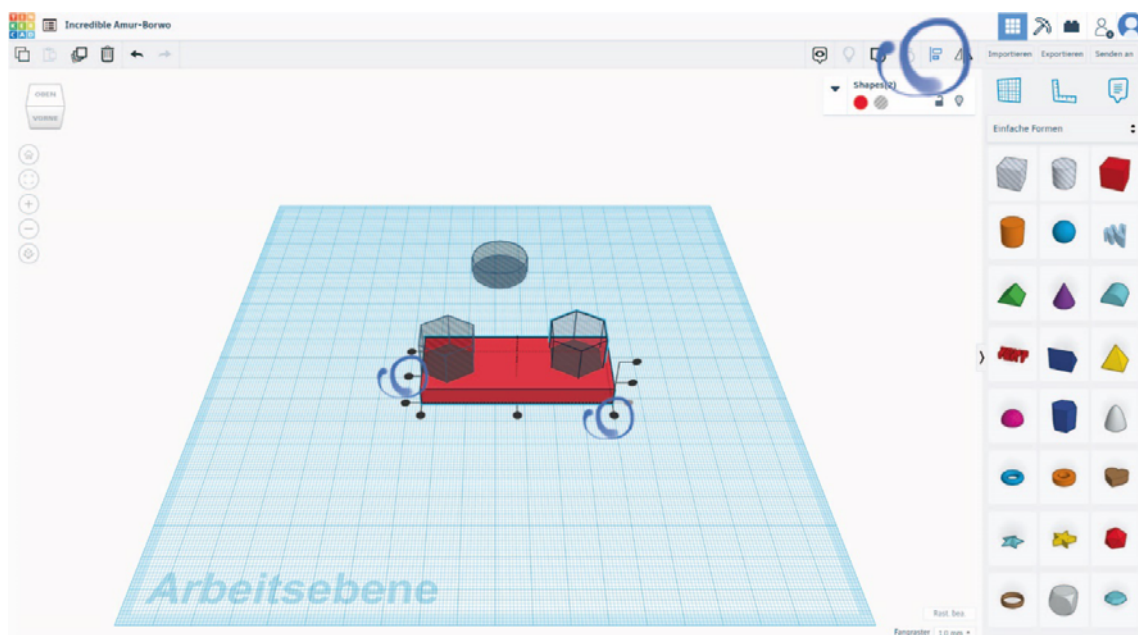 TIN
KER
CAD
Incredible Amur-Borwo
Importieren Exportieren Senden an
Shapes(2)
OBEN
VORNE
Einfache Formen
Arbeitsebene
Rast. bea.
Fangraster 1.0 mm